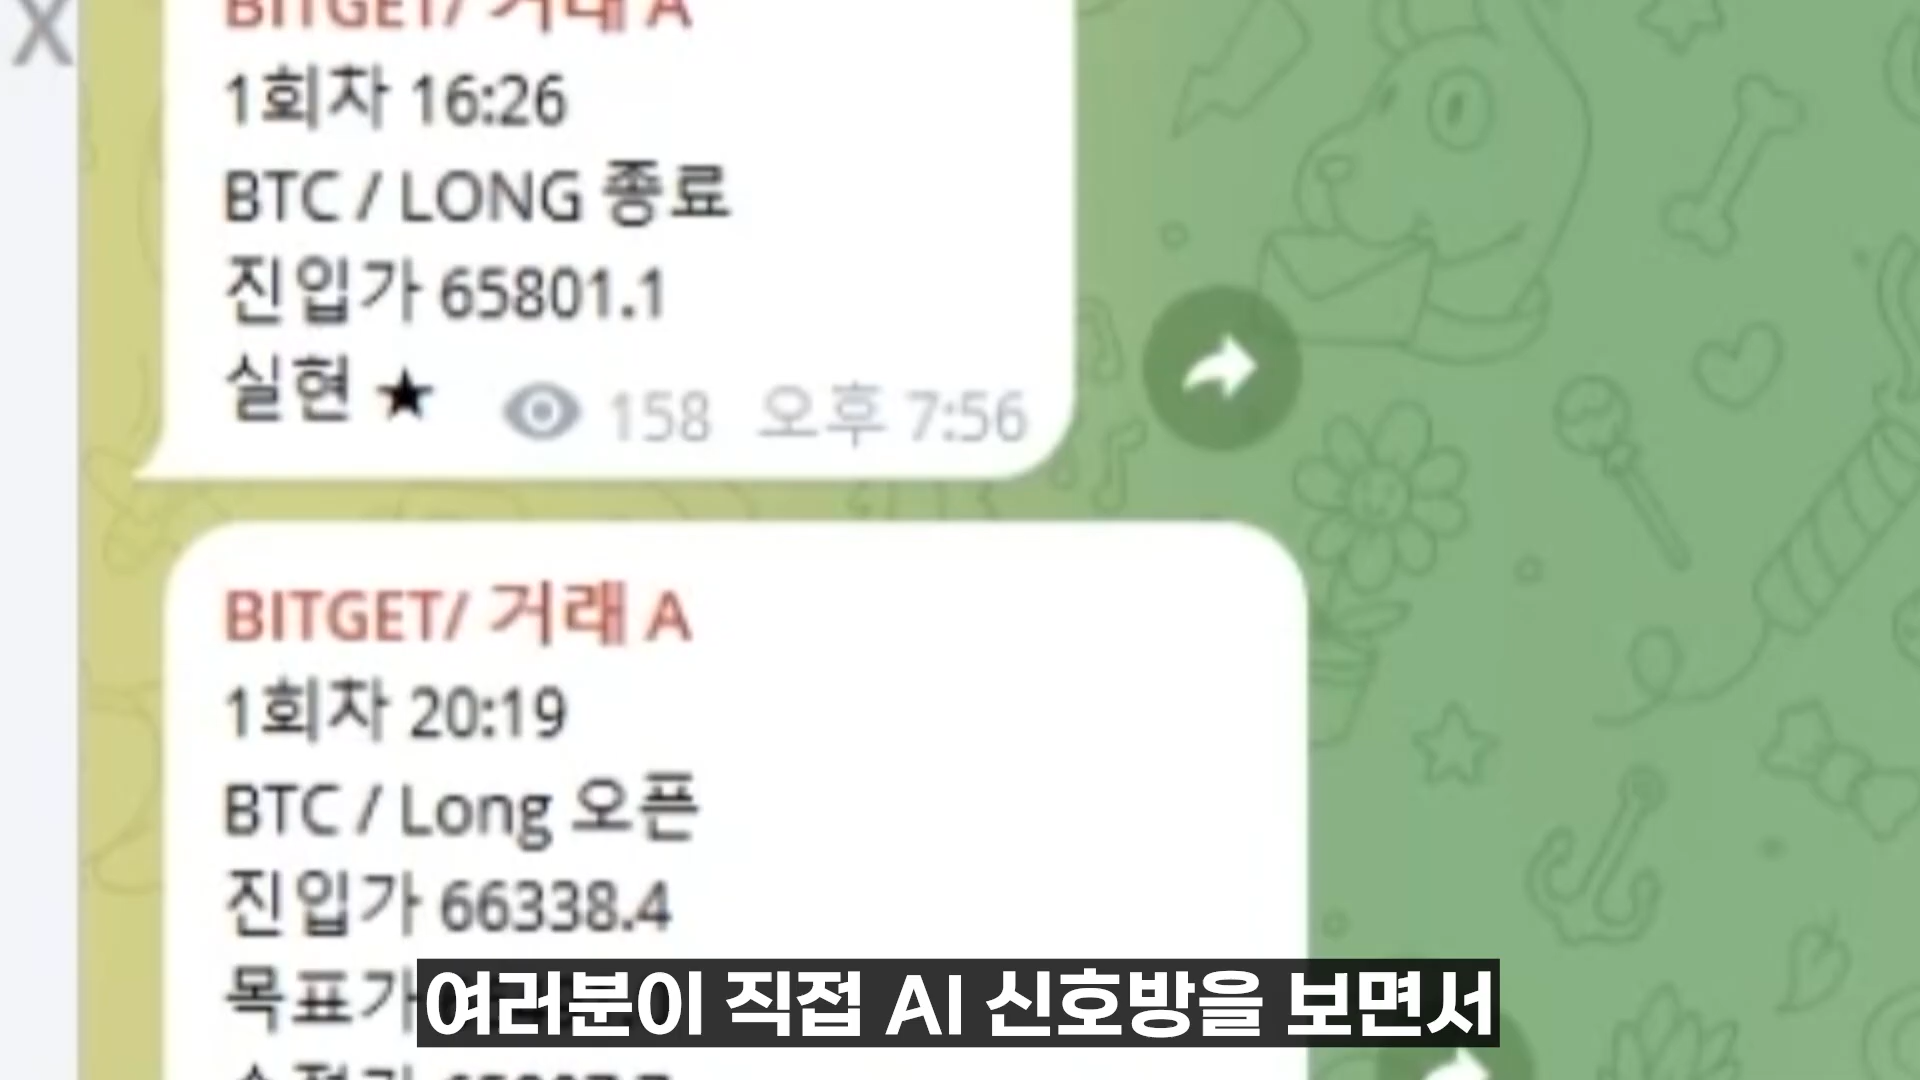 X
BITGET/ 거래 A
1회차 16:26
BTC / LONG 종료
진입가 65801.1
실현 ★ 158 오후 7:56
BITGET/ 거래 A
1회차 20:19
BTC / Long 오픈
진입가 66338.4
목표가
여러분이 직접 AI 신호방을 보면서